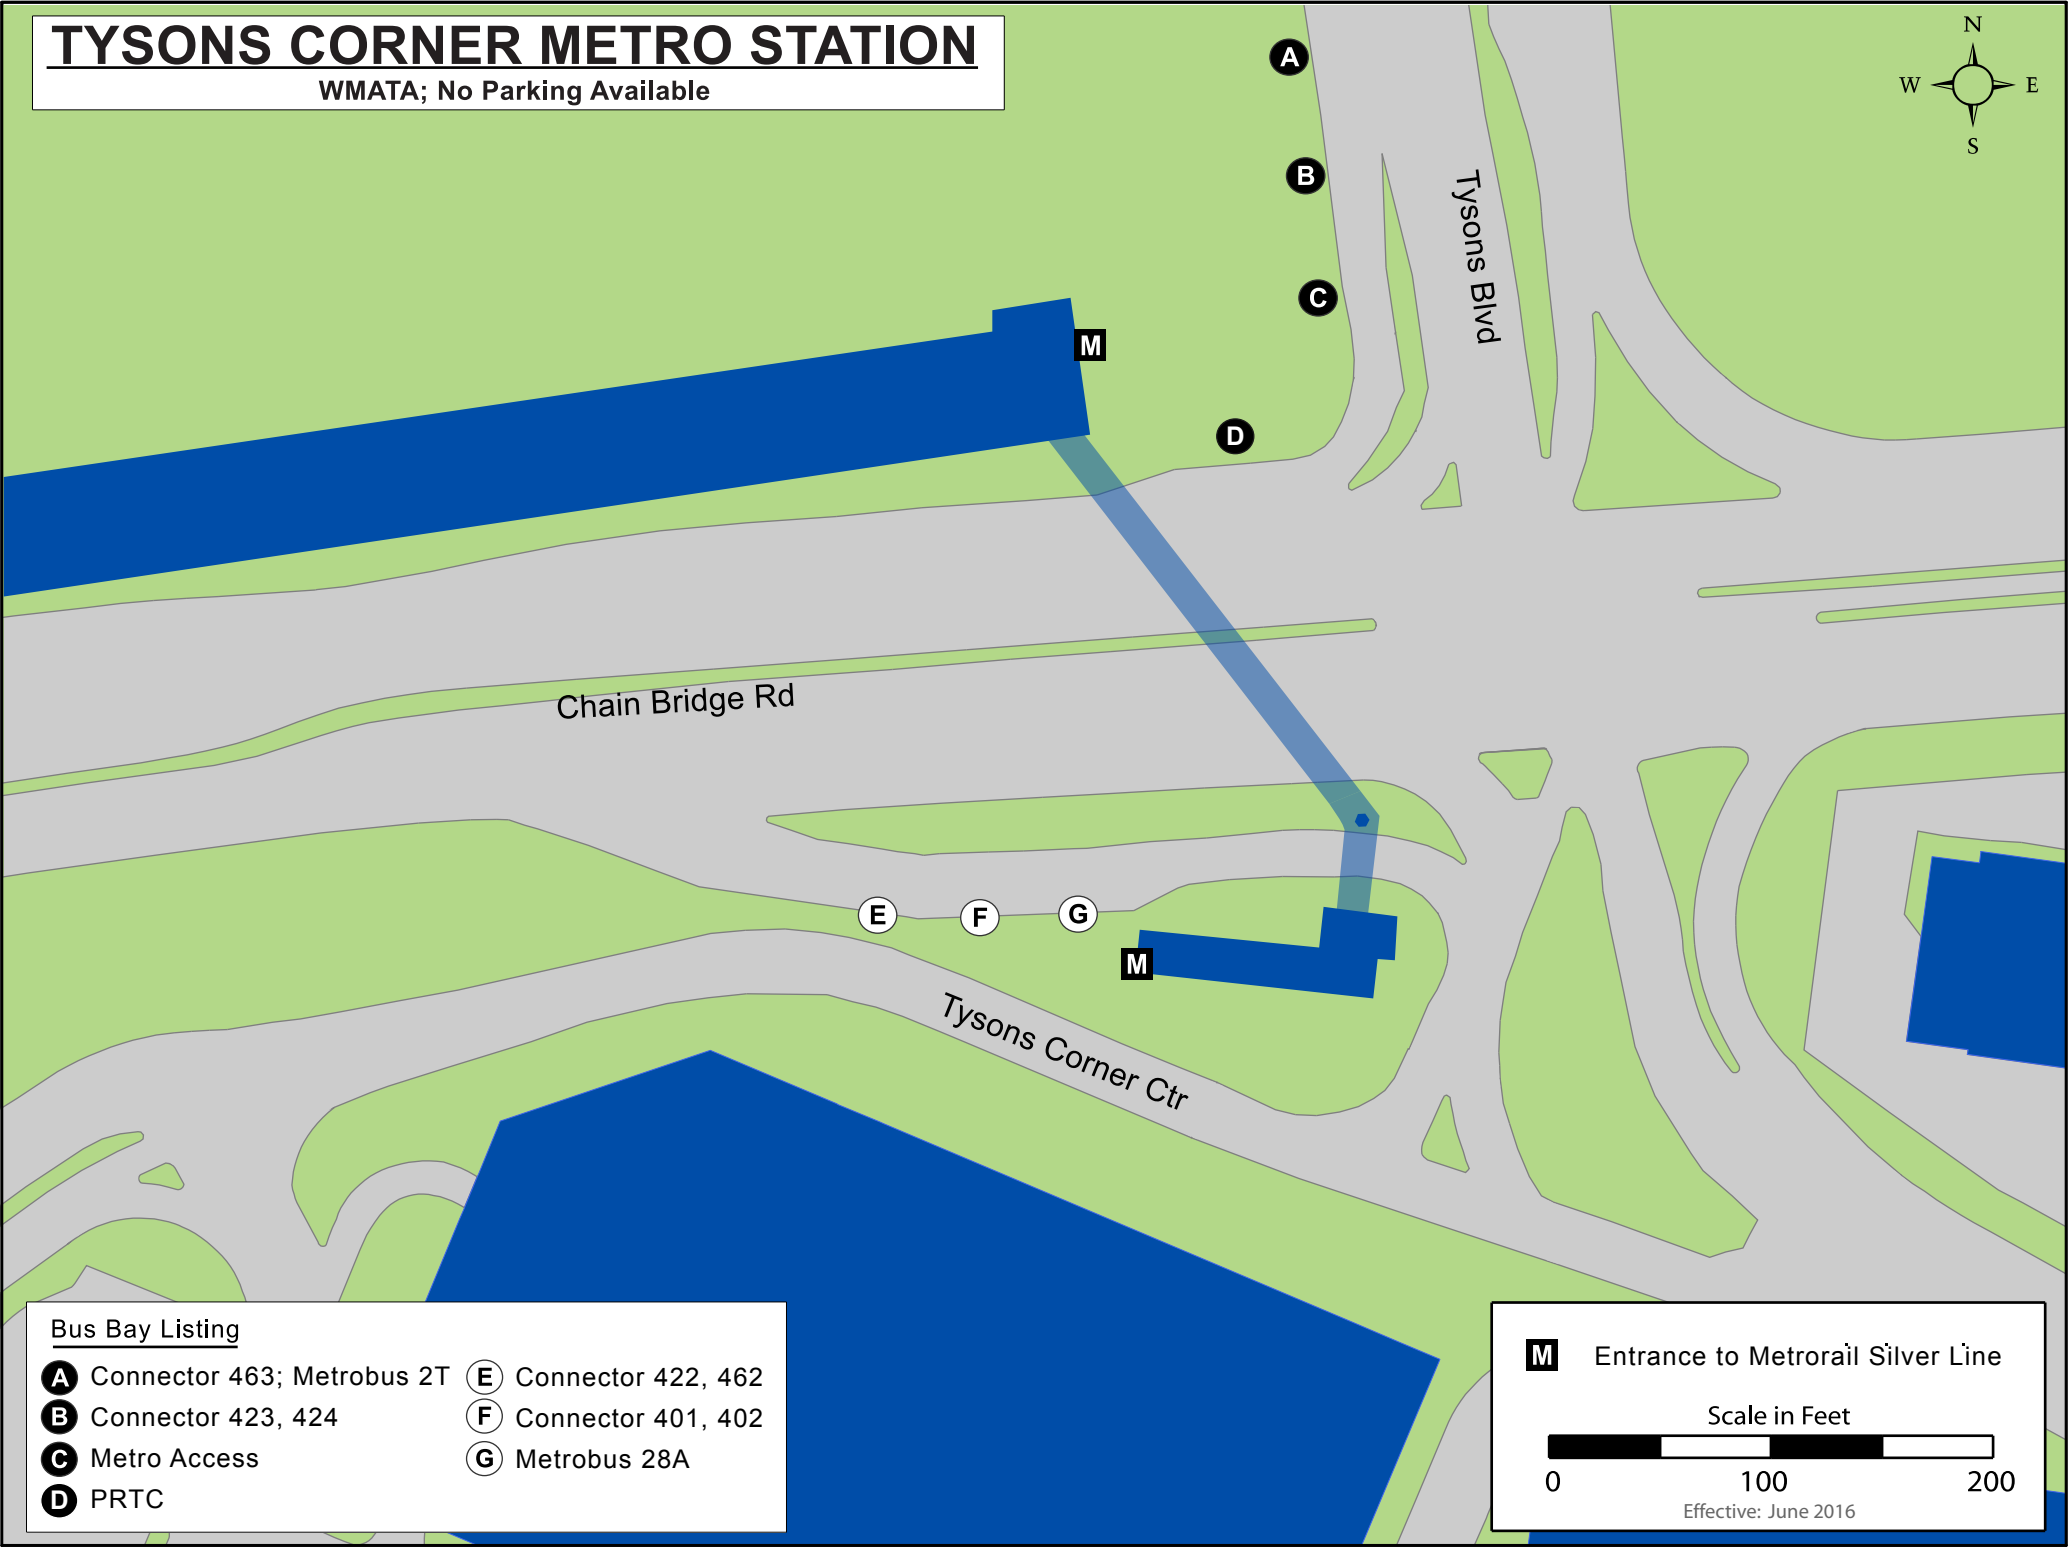 TYSONS CORNER METRO STATION
WMATA; No Parking Available
N
W E
S
A
B
C
D
M
Tysons Blvd
Chain Bridge Rd
E
F
G
M
Tysons Corner Ctr
Bus Bay Listing
A Connector 463; Metrobus 2T
B Connector 423, 424
C Metro Access
D PRTC
E Connector 422, 462
F Connector 401, 402
G Metrobus 28A
M Entrance to Metrorail Silver Line
Scale in Feet
0 100 200
Effective: June 2016